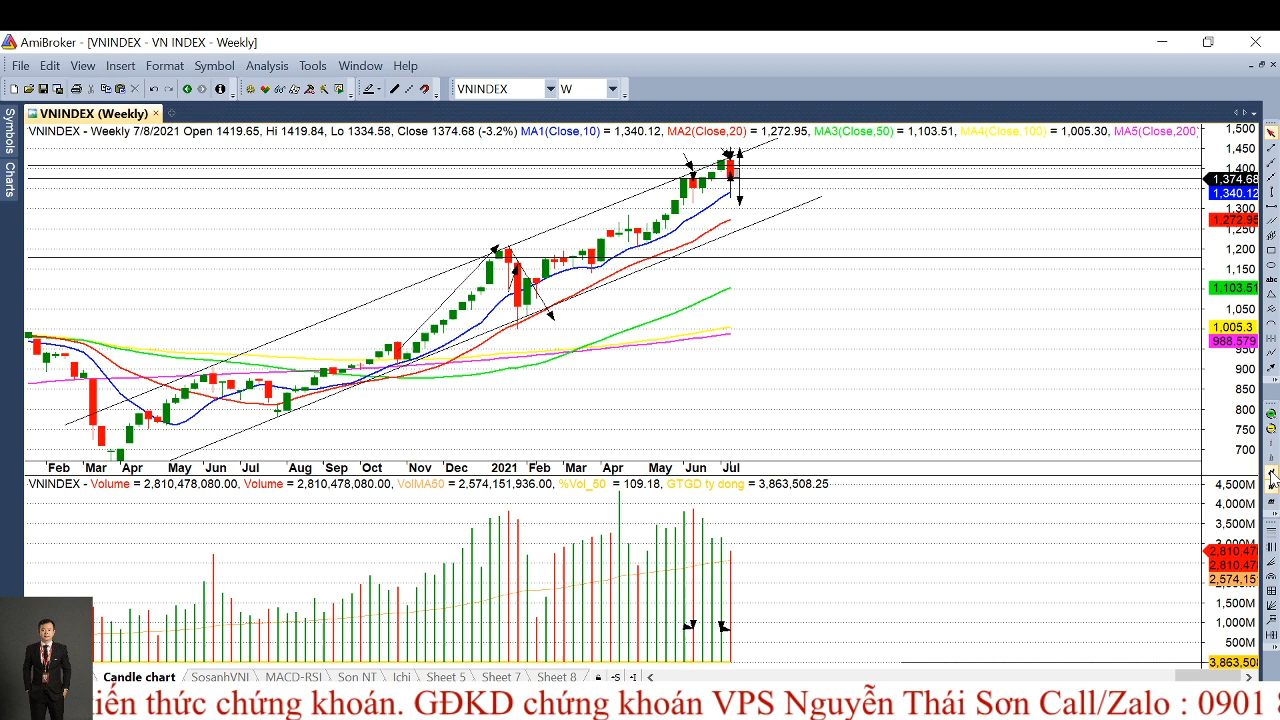 AmiBroker - [VNINDEX - VN INDEX - Weekly]
File Edit View Insert Format Symbol Analysis Tools Window Help
VNINDEX W
VNINDEX (Weekly)
Symbols
Charts
VNINDEX - Weekly 7/8/2021 Open 1419.65, Hi 1419.84, Lo 1334.58, Close 1374.68 (-3.2%) MA1(Close,10) = 1,340.12, MA2(Close,20) = 1,272.95, MA3(Close,50) = 1,103.51, MA4(Close,100) = 1,005.30, MA5(Close,200)
1,500
1,450
1,400
1,374.68
1,340.12
1,300
1,272.95
1,250
1,200
1,150
1,103.51
1,050
1,005.3
988.579
950
900
850
800
750
700
Feb Mar Apr May Jun Jul Aug Sep Oct Nov Dec 2021 Feb Mar Apr May Jun Jul
VNINDEX - Volume = 2,810,478,080.00, Volume = 2,810,478,080.00, VolMA50 = 2,574,151,936.00, %Vol_50 = 109.18, GTGD ty dong = 3,863,508.25
4,500M
4,000M
3,500M
3,000M
2,810,47
2,810,47
2,574,15
1,500M
1,000M
500M
3,863,50
Candle chart SosanhVNI MACD-RSI Son NT Ichi Sheet 5 Sheet 7 Sheet 8
iến thức chứng khoán. GĐKD chứng khoán VPS Nguyễn Thái Sơn Call/Zalo : 0901